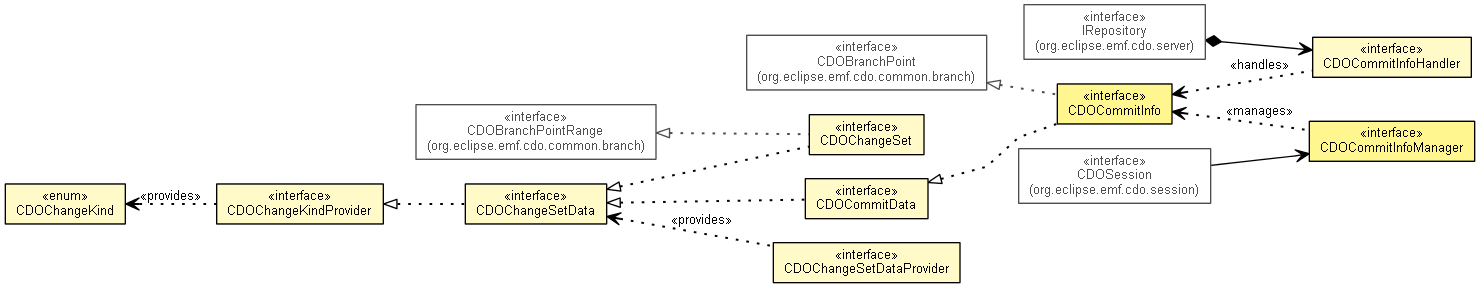 «interface»
IRepository
(org.eclipse.emf.cdo.server)
«interface»
CDOBranchPoint
(org.eclipse.emf.cdo.common.branch)
«interface»
CDOCommitInfoHandler
«handles»
«interface»
CDOCommitInfo
«interface»
CDOBranchPointRange
(org.eclipse.emf.cdo.common.branch)
«manages»
«interface»
CDOChangeSet
«interface»
CDOCommitInfoManager
«interface»
CDOSession
(org.eclipse.emf.cdo.session)
«enum»
CDOChangeKind
«provides»
«interface»
CDOChangeKindProvider
«interface»
CDOChangeSetData
«interface»
CDOCommitData
«provides»
«interface»
CDOChangeSetDataProvider